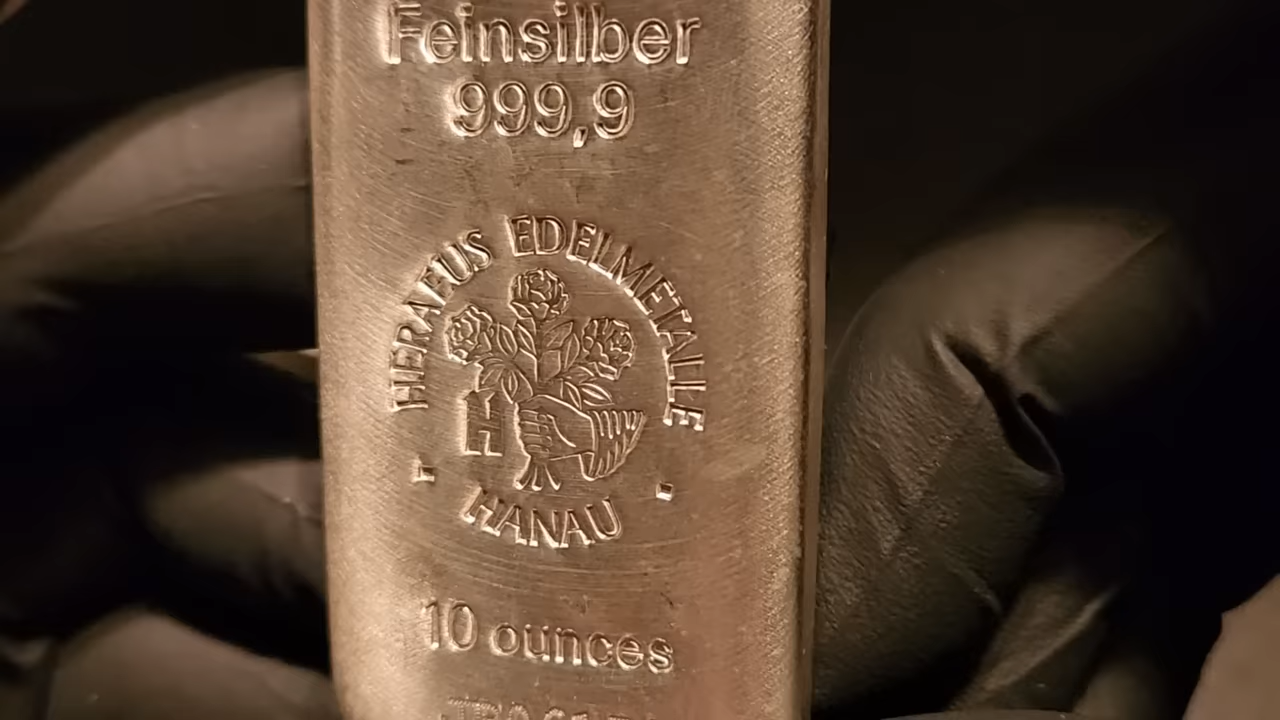 Feinsilber
999,9
HERAEUS EDELMETALLE
H
HANAU
10 ounces